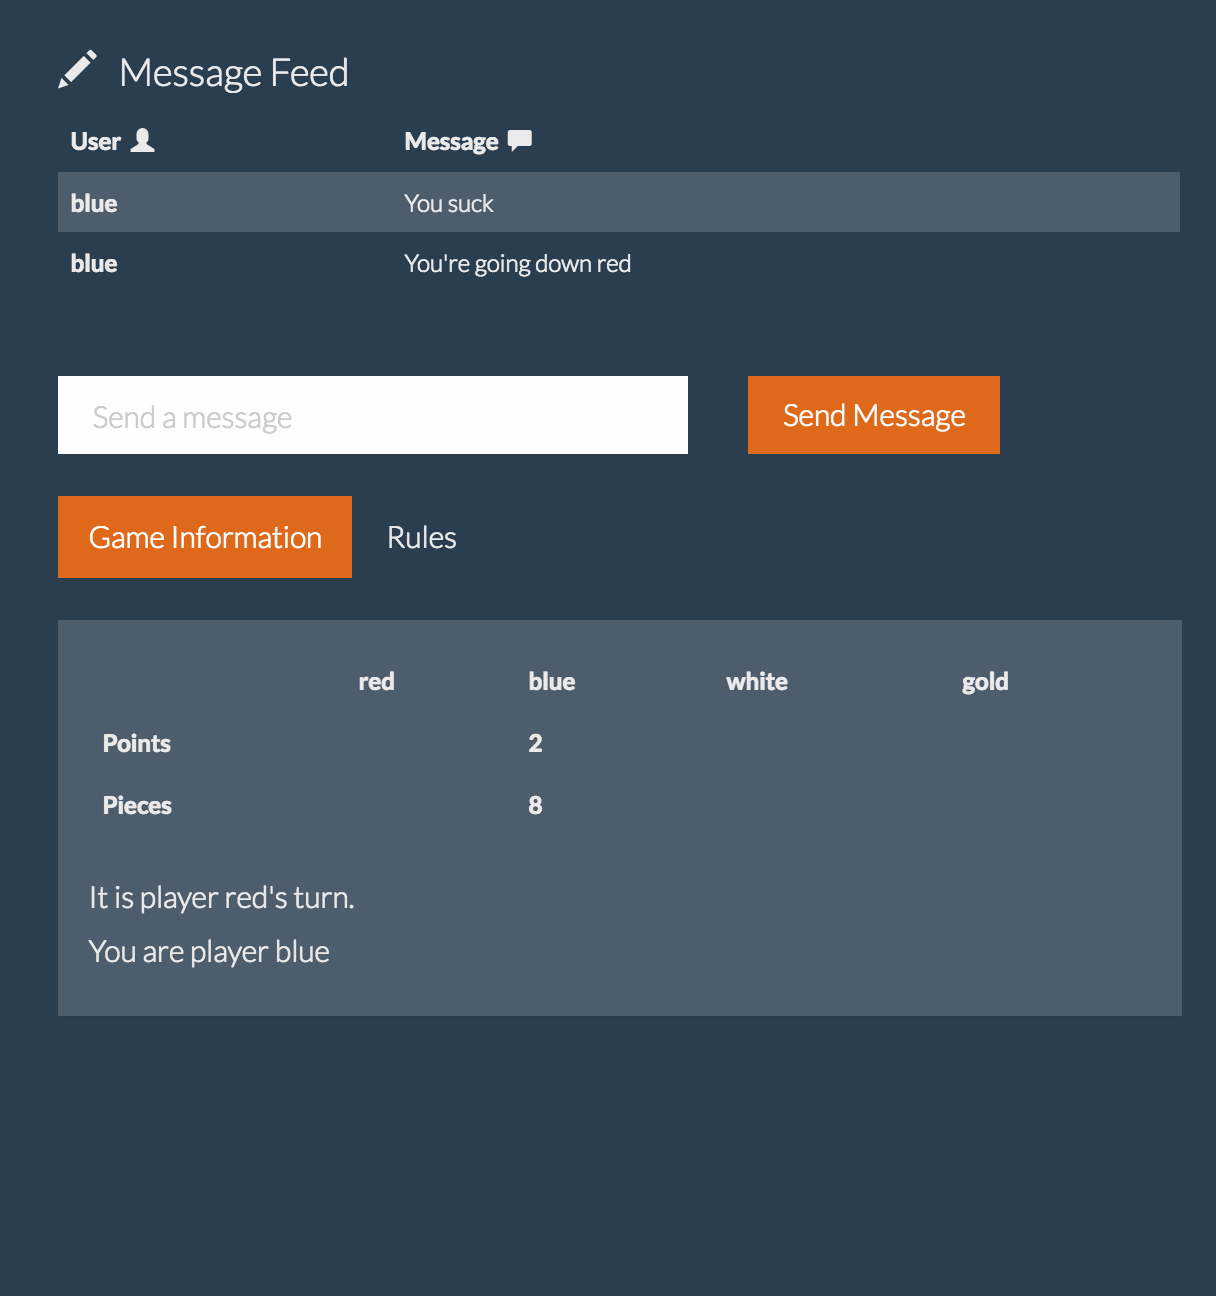 Message Feed
User Message
blue You suck
blue You're going down red
Send a message Send Message
Game Information Rules
red blue white gold
Points 2
Pieces 8
It is player red's turn.
You are player blue